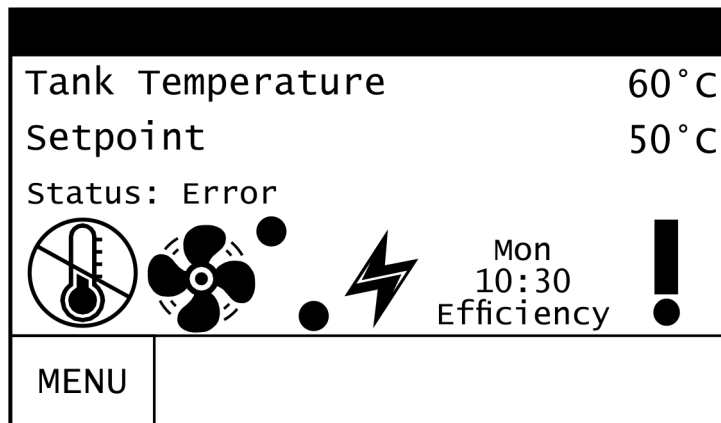 Tank Temperature 60°C
Setpoint 50°C
Status: Error
Mon
10:30
Efficiency
MENU